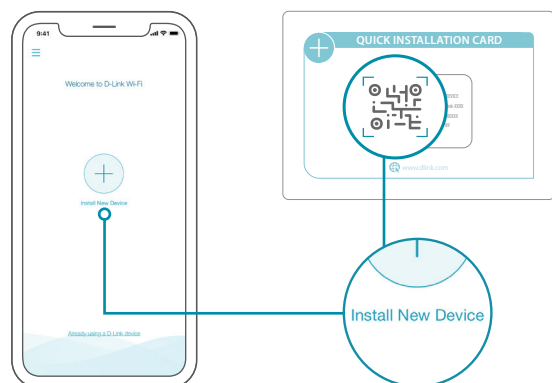 9:41
Welcome to D-Link Wi-Fi
Install New Device
Already using a D-Link device
QUICK INSTALLATION CARD
www.dlink.com
Install New Device